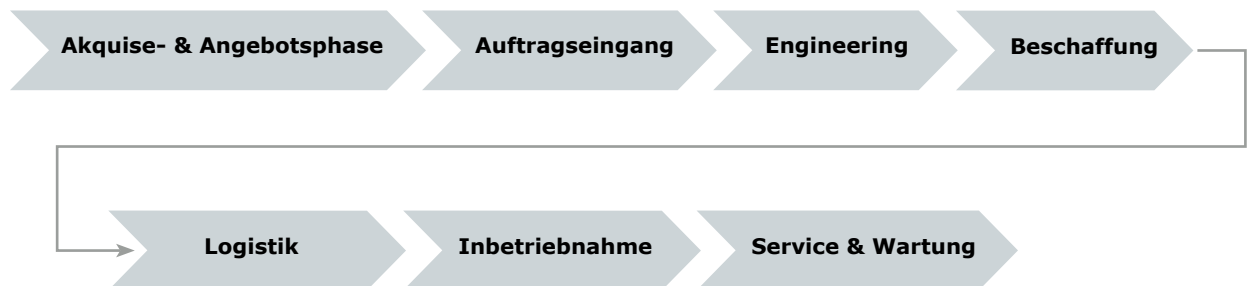 Akquise- & Angebotsphase
Auftragseingang
Engineering
Beschaffung
Logistik
Inbetriebnahme
Service & Wartung